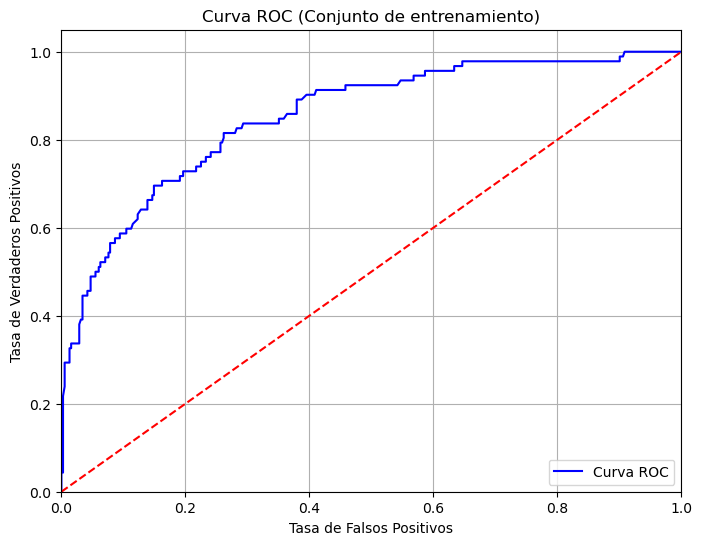 Curva ROC (Conjunto de entrenamiento)
Tasa de Verdaderos Positivos
1.0
0.8
0.6
0.4
0.2
0.0
0.0 0.2 0.4 0.6 0.8 1.0
Tasa de Falsos Positivos
Curva ROC